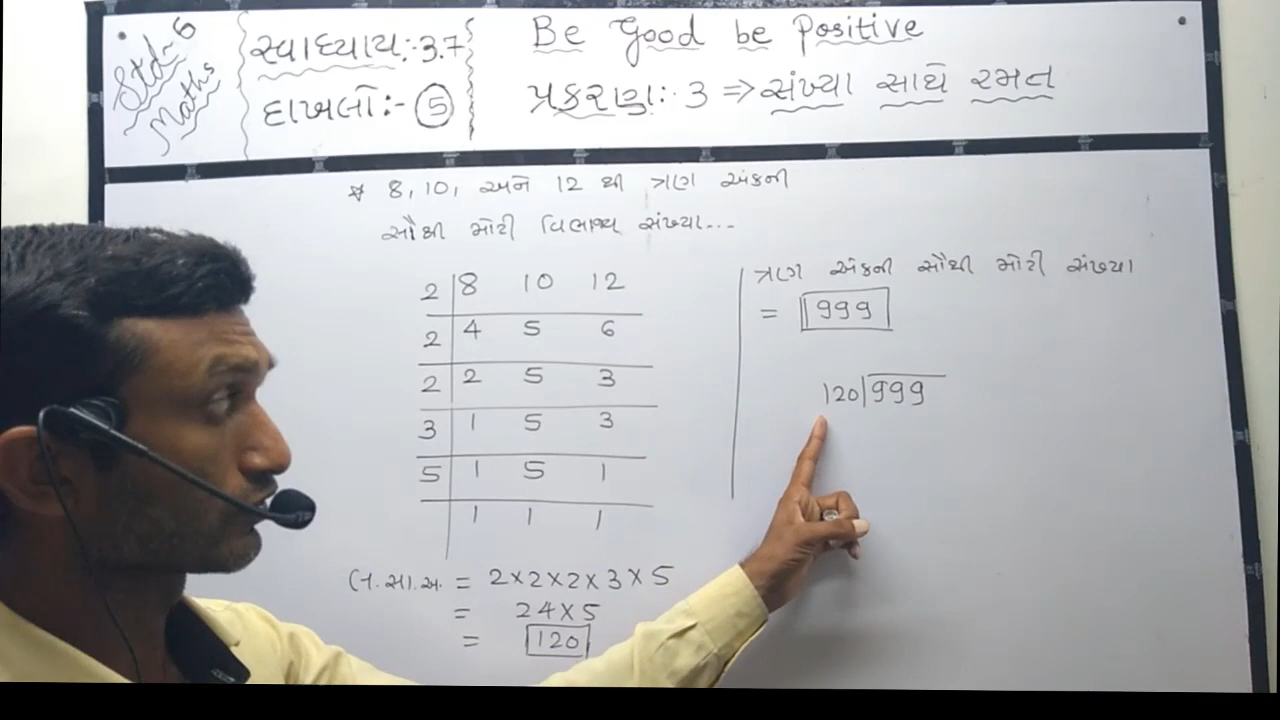 Std-6
Maths
સ્વાધ્યાય:-3.7
દાખલો:- 5
Be Good be Positive
પ્રકરણ:- 3 ⇒ સંખ્યા સાથે રમત
* 8, 10, અને 12 થી ત્રણ અંકની
સૌથી મોટી વિભાજ્ય સંખ્યા...
2 | 8 10 12
2 | 4 5 6
2 | 2 5 3
3 | 1 5 3
5 | 1 5 1
1 1 1
લ.સા.અ. = 2×2×2×3×5
= 24×5
= 120
ત્રણ અંકની સૌથી મોટી સંખ્યા
= 999
120|999